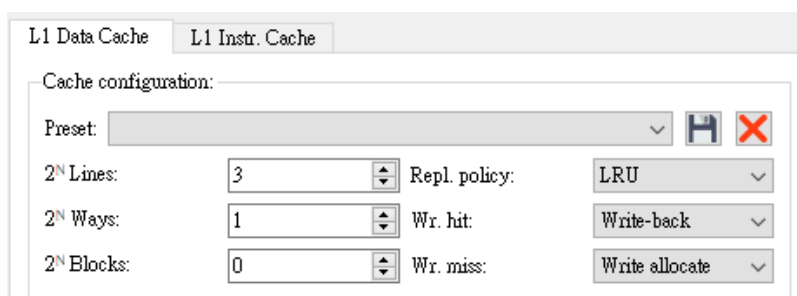 L1 Data Cache L1 Instr. Cache
Cache configuration:
Preset:
2ᴺ Lines: 3 Repl. policy: LRU
2ᴺ Ways: 1 Wr. hit: Write-back
2ᴺ Blocks: 0 Wr. miss: Write allocate